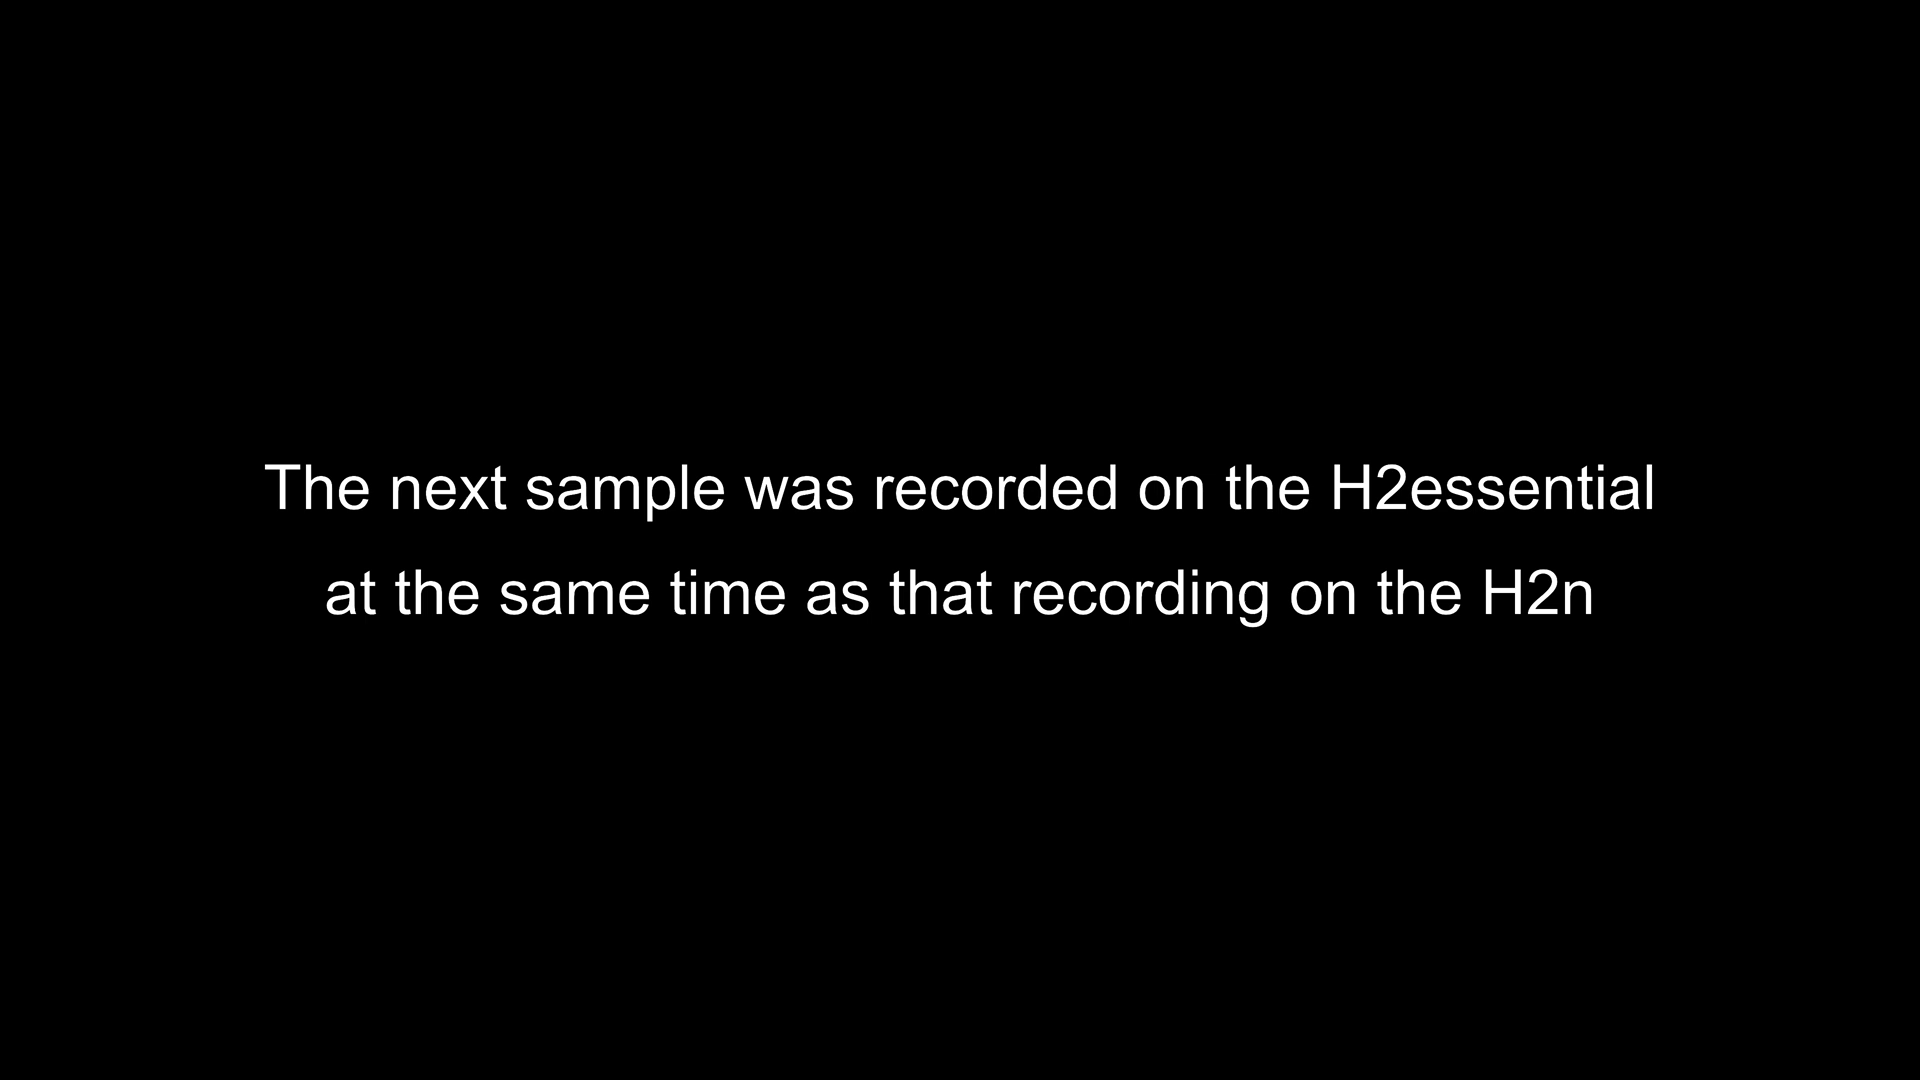 The next sample was recorded on the H2essential
at the same time as that recording on the H2n